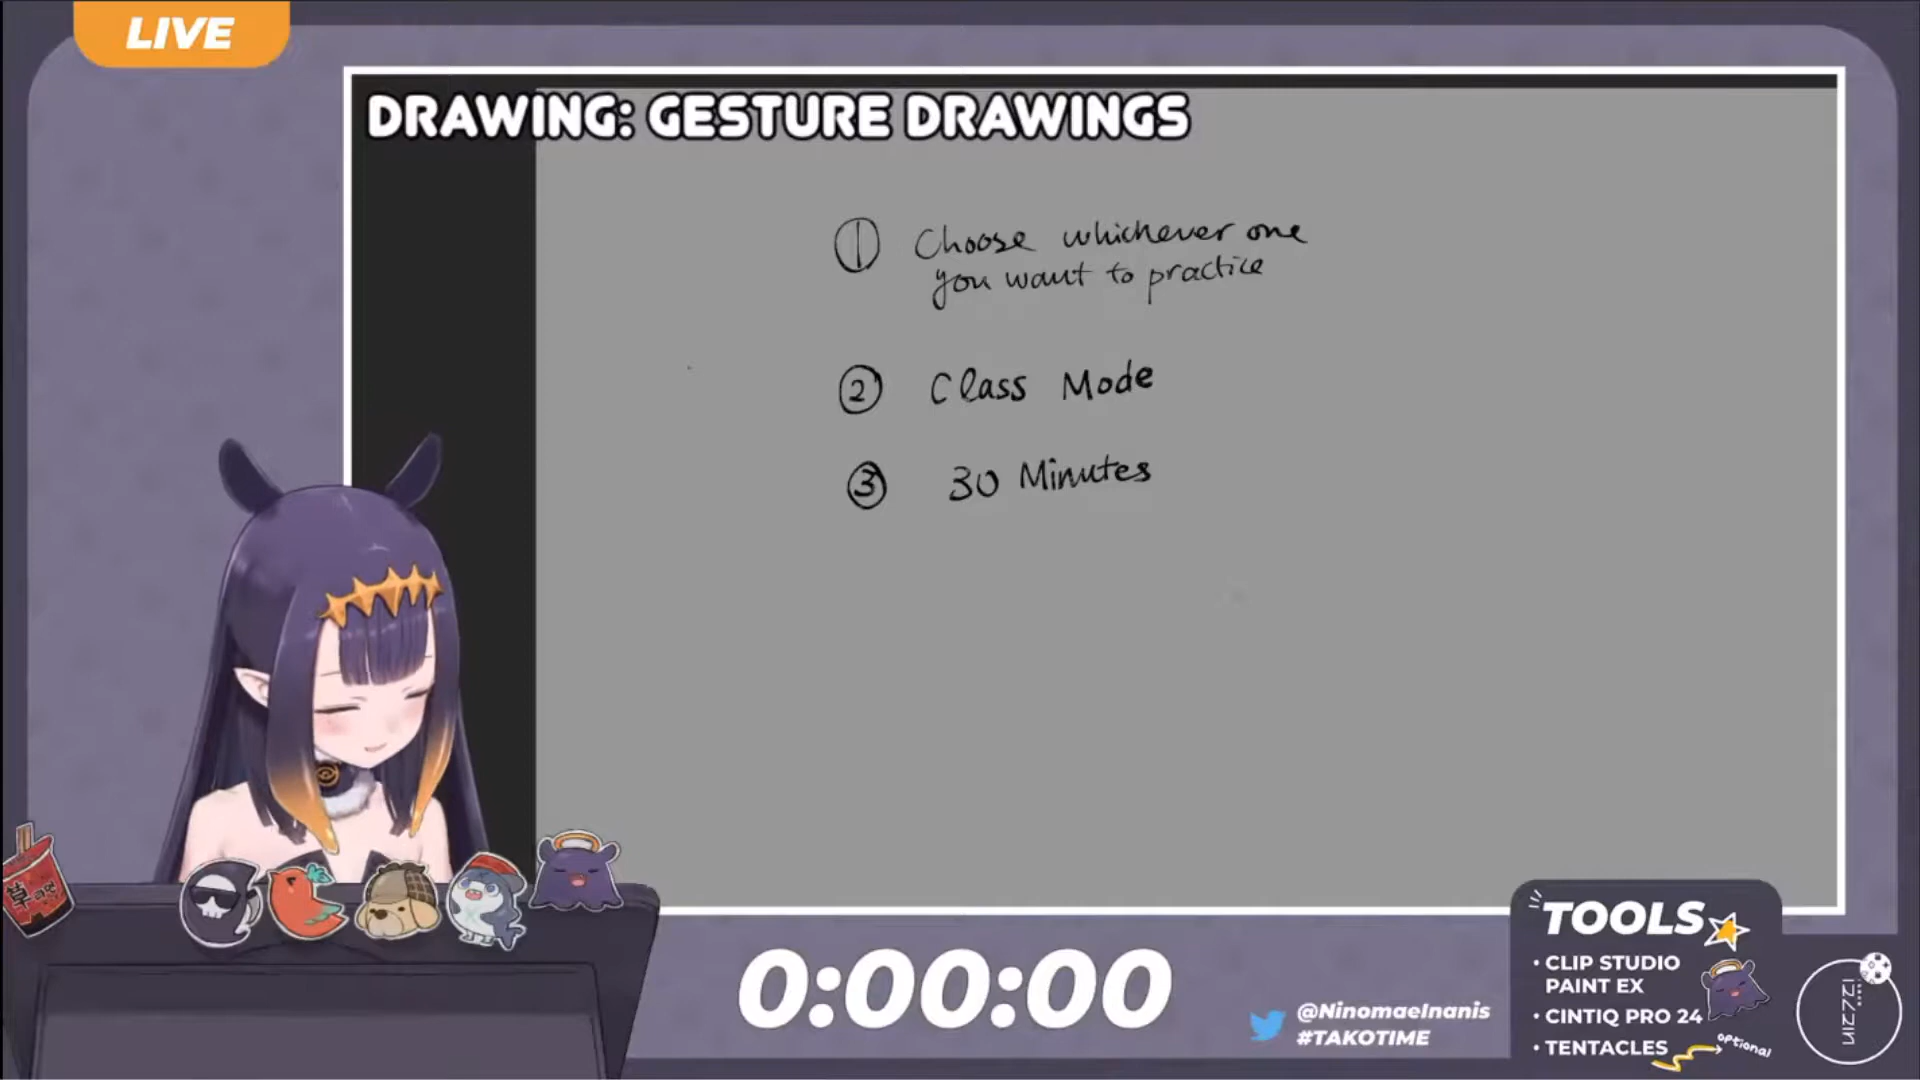 LIVE
DRAWING: GESTURE DRAWINGS
① Choose whichever one
you want to practice
② Class Mode
③ 30 Minutes
草
0:00:00
@NinomaeInanis
#TAKOTIME
TOOLS
• CLIP STUDIO
PAINT EX
• CINTIQ PRO 24
• TENTACLES
optional